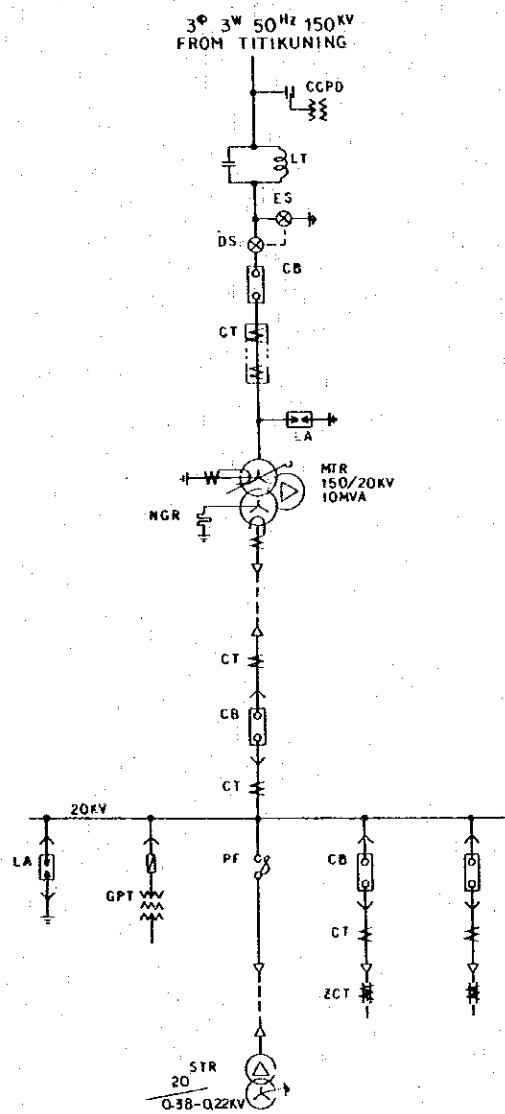 3Φ 3W 50Hz 150KV
FROM TITIKUNING
CCPD
LT
ES
DS
CB
CT
LA
MTR
150/20KV
10MVA
NGR
CT
CB
CT
20KV
LA
GPT
PF
CB
CT
ZCT
STR
20
0.38-0.22KV